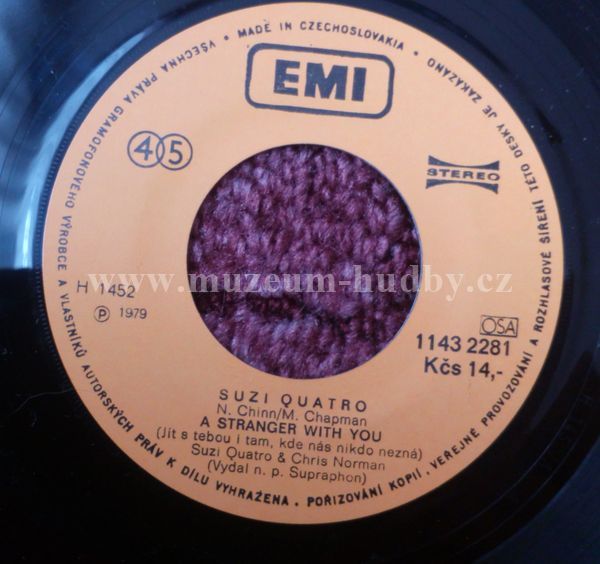 VŠECHNA PRÁVA GRAMOFONOVÉHO VÝROBCE A VLASTNÍKŮ AUTORSKÝCH PRÁV K DÍLU VYHRAŽENA. POŘIZOVÁNÍ KOPIÍ, VEŘEJNÉ PROVOZOVÁNÍ A ROZHLASOVÉ ŠÍŘENÍ TÉTO DESKY JE ZAKÁZÁNO
• MADE IN CZECHOSLOVAKIA •
EMI
45
STEREO
www.muzeum-hudby.cz
H 1452
Ⓟ 1979
OSA
1143 2281
Kčs 14,-
SUZI QUATRO
N. Chinn/M. Chapman
A STRANGER WITH YOU
(Jít s tebou i tam, kde nás nikdo nezná)
Suzi Quatro & Chris Norman
(Vydal n. p. Supraphon)